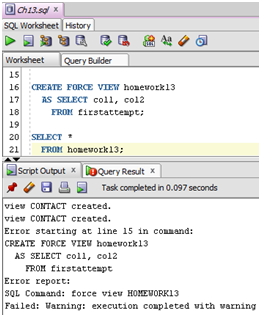 Ch13.sql
SQL Worksheet History
Worksheet Query Builder
15
16 CREATE FORCE VIEW homework13
17 AS SELECT col1, col2
18 FROM firstattempt;
19
20 SELECT *
21 FROM homework13;
Script Output Query Result
Task completed in 0.097 seconds
view CONTACT created.
view CONTACT created.
Error starting at line 15 in command:
CREATE FORCE VIEW homework13
AS SELECT col1, col2
FROM firstattempt
Error report:
SQL Command: force view HOMEWORK13
Failed: Warning: execution completed with warning